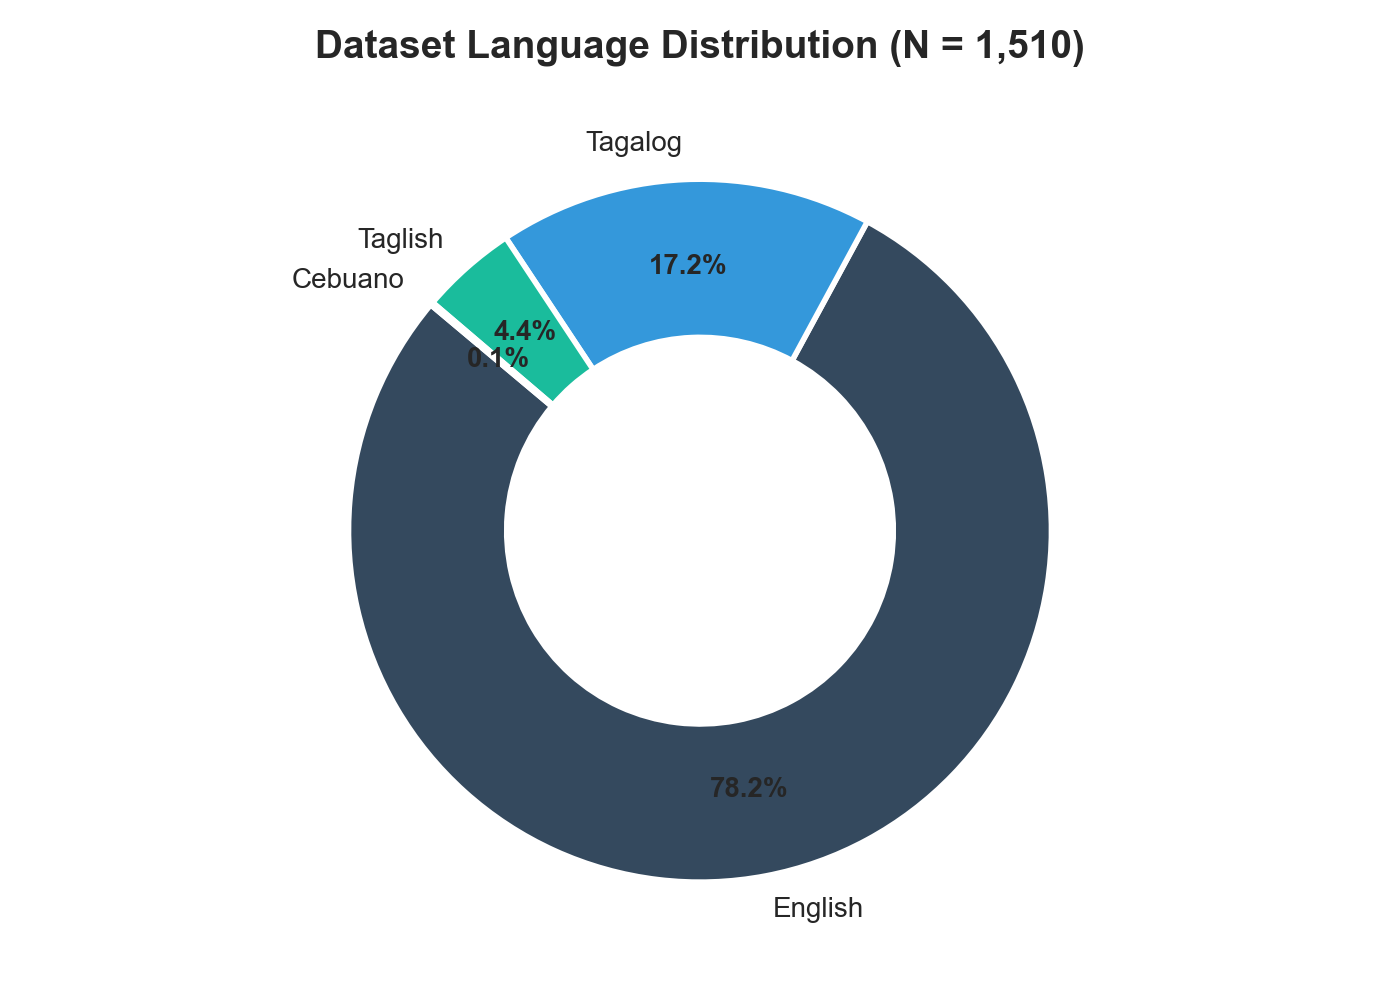 Dataset Language Distribution (N = 1,510)
Tagalog
Taglish
Cebuano
17.2%
4.4%
0.1%
78.2%
English